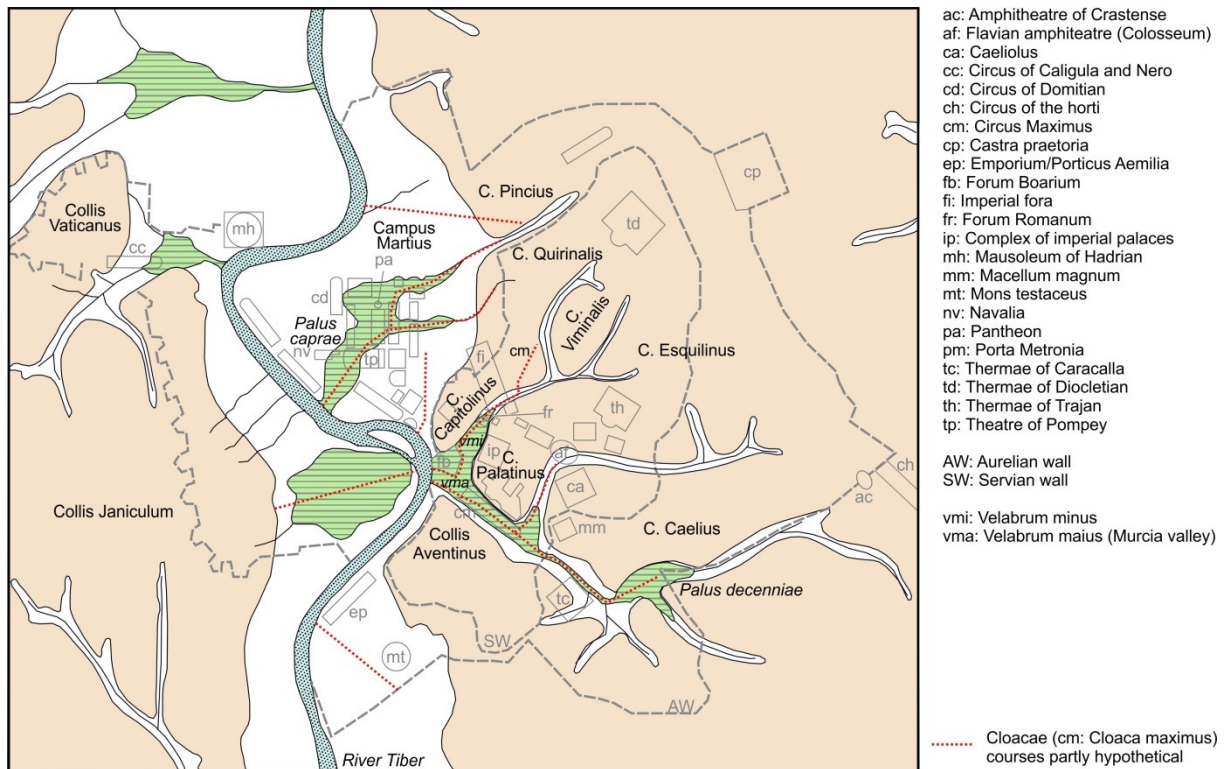 Collis
Vaticanus
cc
mh
C. Pincius
Campus
Martius
pa
cd
C. Quirinalis
td
cp
Palus
caprae
nv
tp
cm
fi
C.
Viminalis
C. Esquilinus
C.
Capitolinus
fr
th
vmi
ip
fb
C.
Palatinus
af
vma
ca
cm
mm
ch
ac
Collis Janiculum
Collis
Aventinus
C. Caelius
Palus decenniae
tc
ep
mt
SW
AW
River Tiber
ac: Amphitheatre of Crastense
af: Flavian amphiteatre (Colosseum)
ca: Caeliolus
cc: Circus of Caligula and Nero
cd: Circus of Domitian
ch: Circus of the horti
cm: Circus Maximus
cp: Castra praetoria
ep: Emporium/Porticus Aemilia
fb: Forum Boarium
fi: Imperial fora
fr: Forum Romanum
ip: Complex of imperial palaces
mh: Mausoleum of Hadrian
mm: Macellum magnum
mt: Mons testaceus
nv: Navalia
pa: Pantheon
pm: Porta Metronia
tc: Thermae of Caracalla
td: Thermae of Diocletian
th: Thermae of Trajan
tp: Theatre of Pompey
AW: Aurelian wall
SW: Servian wall
vmi: Velabrum minus
vma: Velabrum maius (Murcia valley)
Cloacae (cm: Cloaca maximus)
courses partly hypothetical